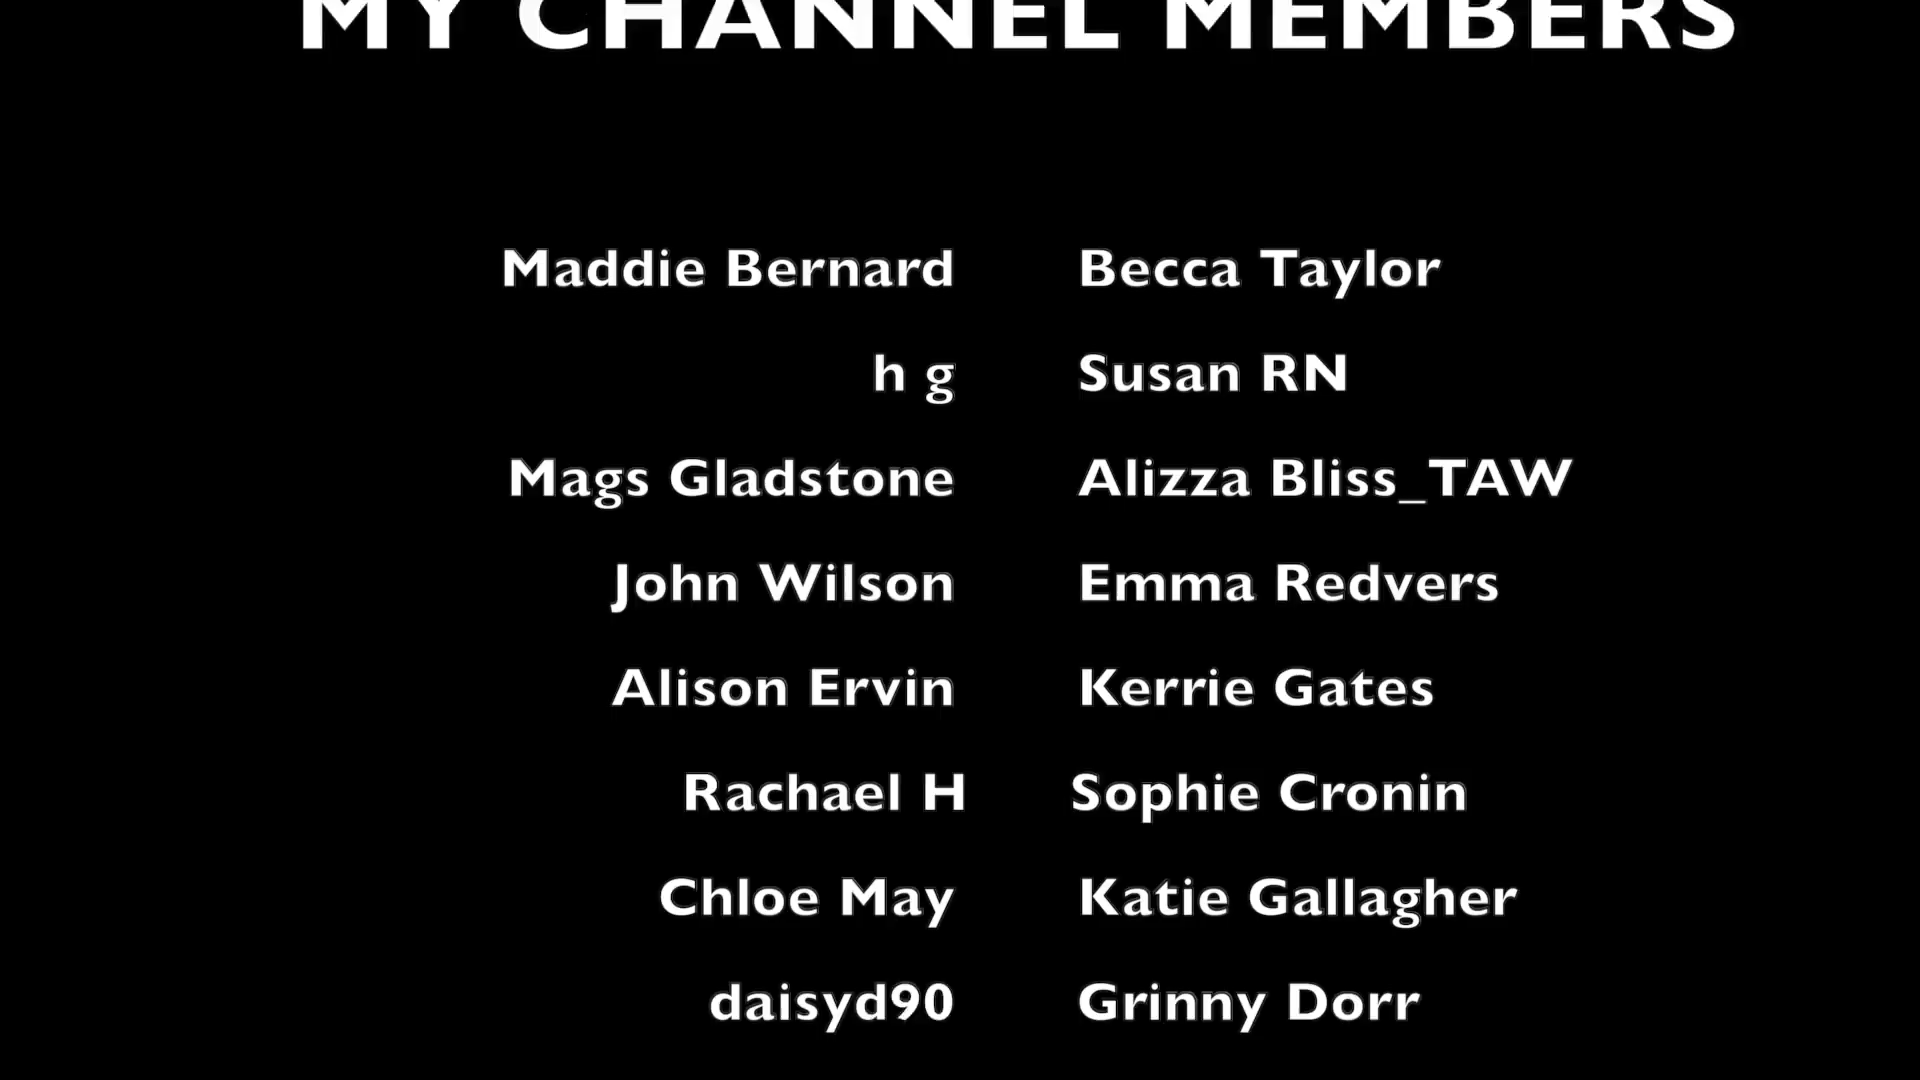 MY CHANNEL MEMBERS
Maddie Bernard Becca Taylor
h g Susan RN
Mags Gladstone Alizza Bliss_TAW
John Wilson Emma Redvers
Alison Ervin Kerrie Gates
Rachael H Sophie Cronin
Chloe May Katie Gallagher
daisyd90 Grinny Dorr